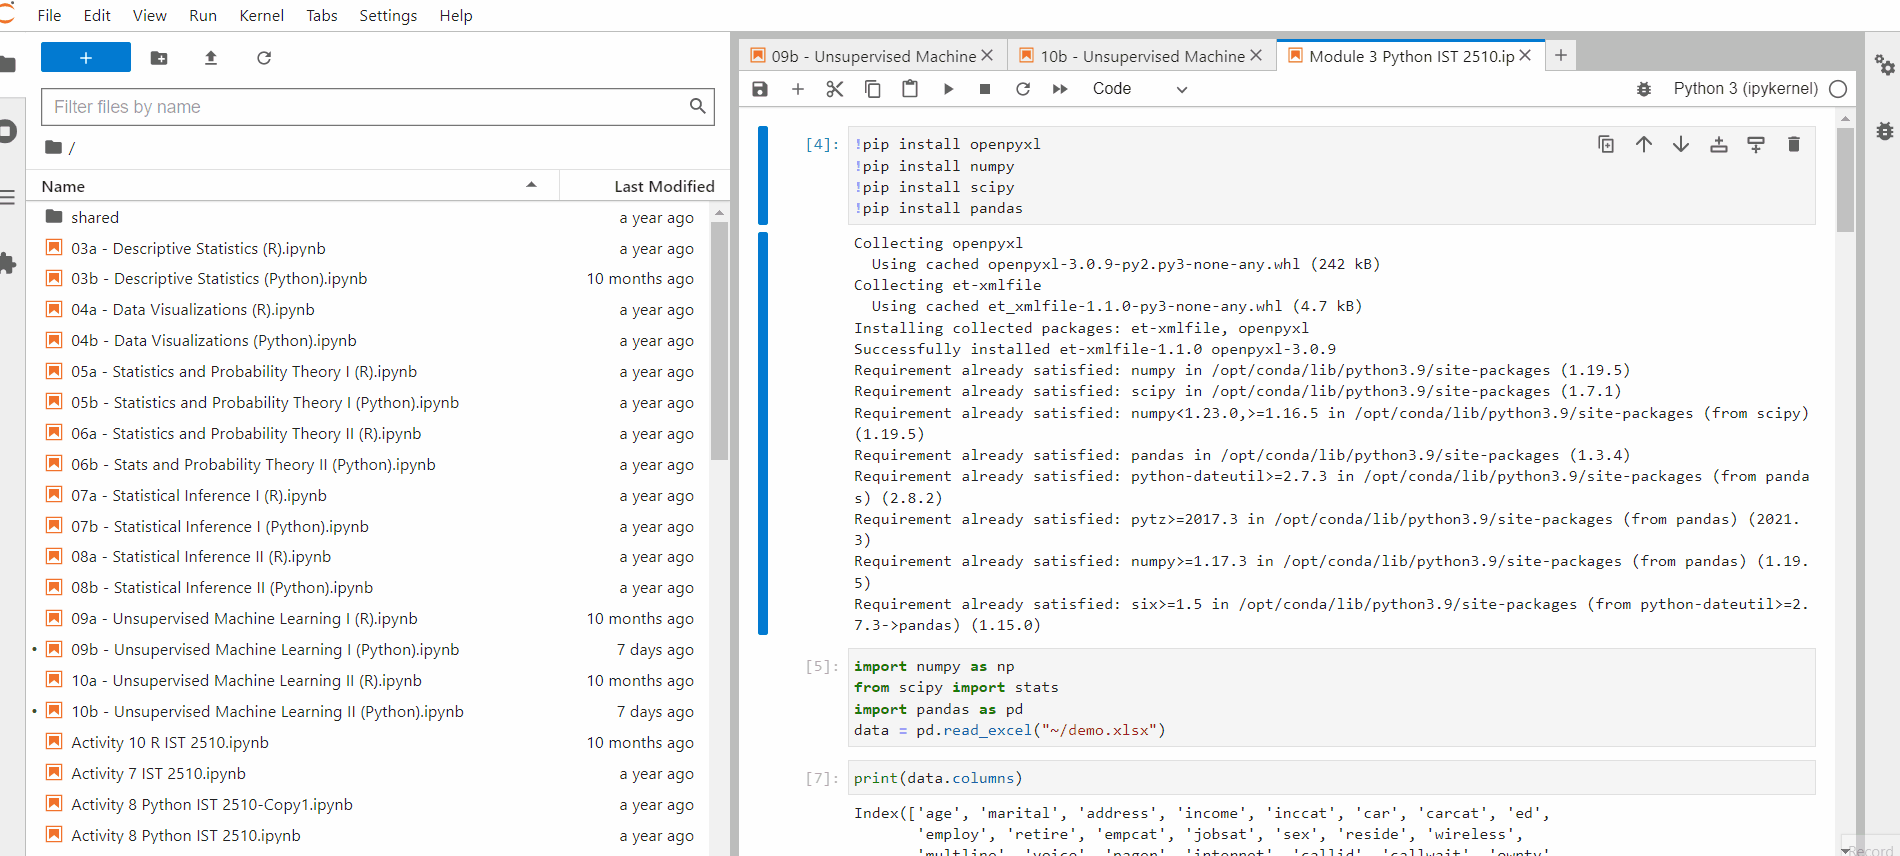 File Edit View Run Kernel Tabs Settings Help
Filter files by name
/
Name Last Modified
shared a year ago
03a - Descriptive Statistics (R).ipynb a year ago
03b - Descriptive Statistics (Python).ipynb 10 months ago
04a - Data Visualizations (R).ipynb a year ago
04b - Data Visualizations (Python).ipynb a year ago
05a - Statistics and Probability Theory I (R).ipynb a year ago
05b - Statistics and Probability Theory I (Python).ipynb a year ago
06a - Statistics and Probability Theory II (R).ipynb a year ago
06b - Stats and Probability Theory II (Python).ipynb a year ago
07a - Statistical Inference I (R).ipynb a year ago
07b - Statistical Inference I (Python).ipynb a year ago
08a - Statistical Inference II (R).ipynb a year ago
08b - Statistical Inference II (Python).ipynb a year ago
09a - Unsupervised Machine Learning I (R).ipynb 10 months ago
09b - Unsupervised Machine Learning I (Python).ipynb 7 days ago
10a - Unsupervised Machine Learning II (R).ipynb 10 months ago
10b - Unsupervised Machine Learning II (Python).ipynb 7 days ago
Activity 10 R IST 2510.ipynb 10 months ago
Activity 7 IST 2510.ipynb a year ago
Activity 8 Python IST 2510-Copy1.ipynb a year ago
Activity 8 Python IST 2510.ipynb a year ago
09b - Unsupervised Machine 10b - Unsupervised Machine Module 3 Python IST 2510.ip
Code Python 3 (ipykernel)
[4]: !pip install openpyxl
!pip install numpy
!pip install scipy
!pip install pandas
Collecting openpyxl
Using cached openpyxl-3.0.9-py2.py3-none-any.whl (242 kB)
Collecting et-xmlfile
Using cached et_xmlfile-1.1.0-py3-none-any.whl (4.7 kB)
Installing collected packages: et-xmlfile, openpyxl
Successfully installed et-xmlfile-1.1.0 openpyxl-3.0.9
Requirement already satisfied: numpy in /opt/conda/lib/python3.9/site-packages (1.19.5)
Requirement already satisfied: scipy in /opt/conda/lib/python3.9/site-packages (1.7.1)
Requirement already satisfied: numpy<1.23.0,>=1.16.5 in /opt/conda/lib/python3.9/site-packages (from scipy)
(1.19.5)
Requirement already satisfied: pandas in /opt/conda/lib/python3.9/site-packages (1.3.4)
Requirement already satisfied: python-dateutil>=2.7.3 in /opt/conda/lib/python3.9/site-packages (from panda
s) (2.8.2)
Requirement already satisfied: pytz>=2017.3 in /opt/conda/lib/python3.9/site-packages (from pandas) (2021.
3)
Requirement already satisfied: numpy>=1.17.3 in /opt/conda/lib/python3.9/site-packages (from pandas) (1.19.
5)
Requirement already satisfied: six>=1.5 in /opt/conda/lib/python3.9/site-packages (from python-dateutil>=2.
7.3->pandas) (1.15.0)
[5]: import numpy as np
from scipy import stats
import pandas as pd
data = pd.read_excel("~/demo.xlsx")
[7]: print(data.columns)
Index(['age', 'marital', 'address', 'income', 'inccat', 'car', 'carcat', 'ed',
'employ', 'retire', 'empcat', 'jobsat', 'sex', 'reside', 'wireless',
'multline', 'voice', 'pager', 'internet', 'callid', 'callwait', 'owntv',
Record